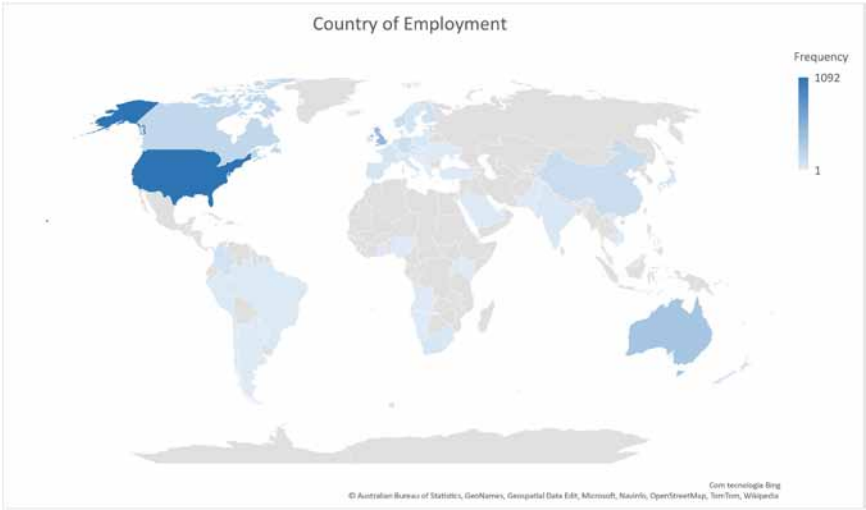 Country of Employment
Frequency
1092
1
Com tecnologia Bing
© Australian Bureau of Statistics, GeoNames, Geospatial Data Edit, Microsoft, Navinfo, OpenStreetMap, TomTom, Wikipedia